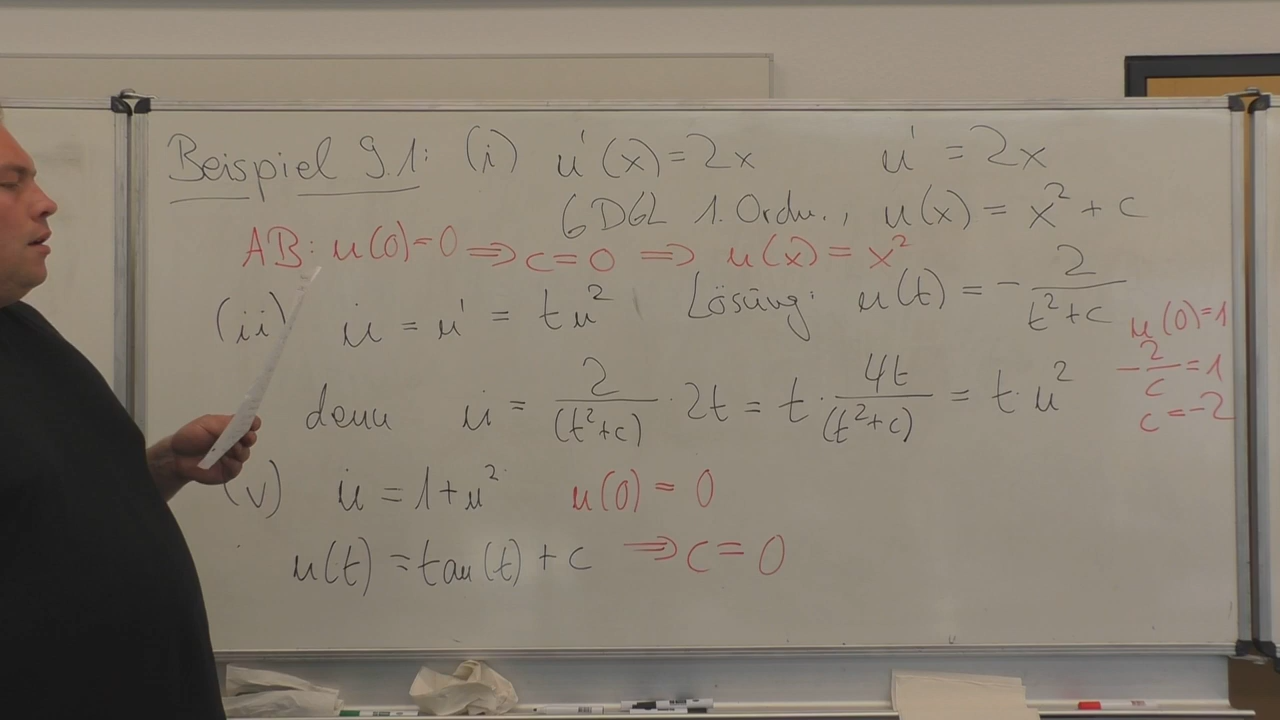 Beispiel 9.1: (i) u'(x) = 2x u' = 2x
GDGL 1. Ordn., u(x) = x² + c
AB: u(0) = 0 ⇒ c = 0 ⇒ u(x) = x²
(ii) u̇ = u' = tu² Lösung: u(t) = - 2/(t²+c)
u(0) = 1
- 2/c = 1
c = -2
denn u̇ = 2/(t²+c) · 2t = t · 4t/(t²+c) = t · u²
(v) u̇ = 1 + u² u(0) = 0
u(t) = tan(t) + c ⇒ c = 0